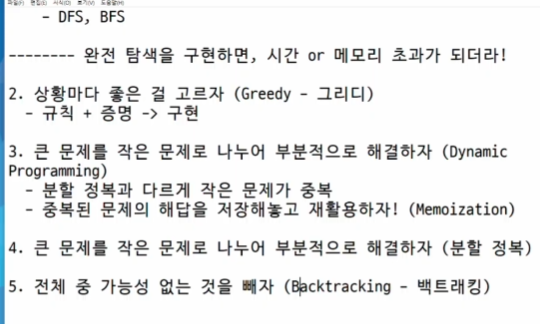 파일(F) 편집(E) 서식(O) 보기(V) 도움말(H)
- DFS, BFS
-------- 완전 탐색을 구현하면, 시간 or 메모리 초과가 되더라!
2. 상황마다 좋은 걸 고르자 (Greedy - 그리디)
- 규칙 + 증명 -> 구현
3. 큰 문제를 작은 문제로 나누어 부분적으로 해결하자 (Dynamic
Programming)
- 분할 정복과 다르게 작은 문제가 중복
- 중복된 문제의 해답을 저장해놓고 재활용하자! (Memoization)
4. 큰 문제를 작은 문제로 나누어 부분적으로 해결하자 (분할 정복)
5. 전체 중 가능성 없는 것을 빼자 (Backtracking - 백트래킹)